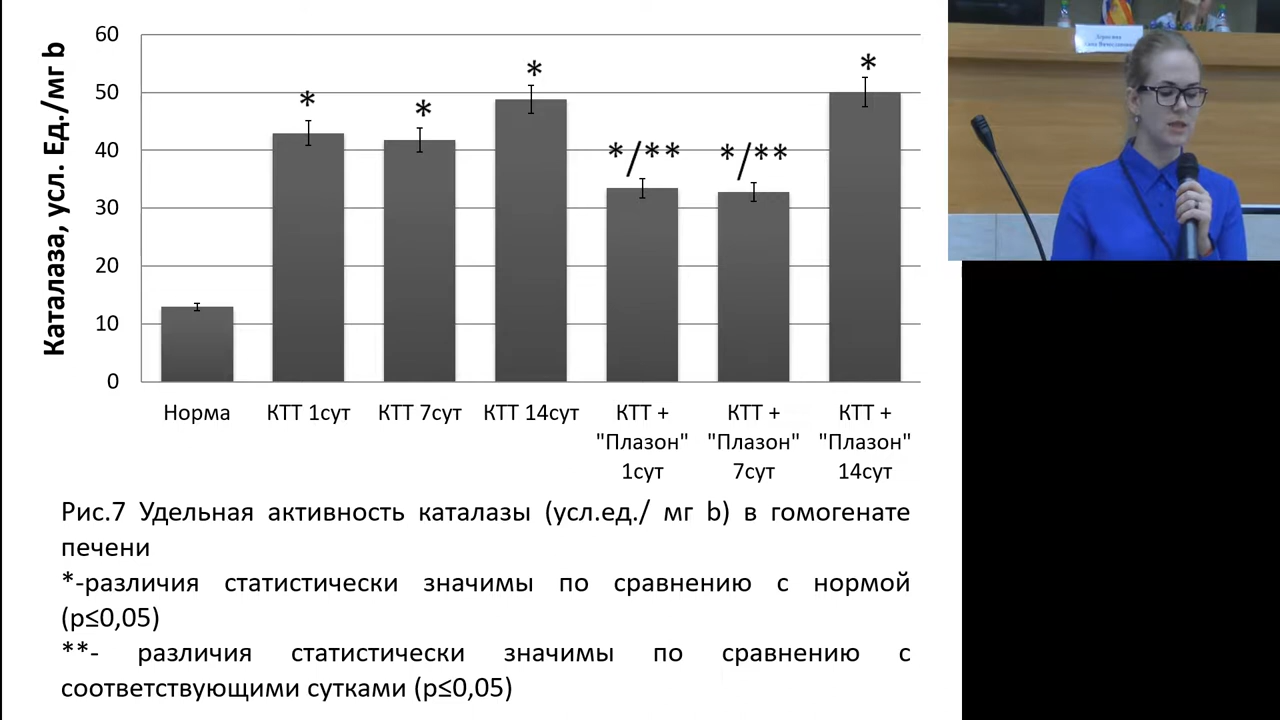 Каталаза, усл. Ед./мг b
60
50
40
30
20
10
0
*
*
*
*/**
*/**
*
Норма
КТТ 1сут
КТТ 7сут
КТТ 14сут
КТТ +
"Плазон"
1сут
КТТ +
"Плазон"
7сут
КТТ +
"Плазон"
14сут
Рис.7 Удельная активность каталазы (усл.ед./ мг b) в гомогенате
печени
*-различия статистически значимы по сравнению с нормой
(p≤0,05)
**- различия статистически значимы по сравнению с
соответствующими сутками (p≤0,05)